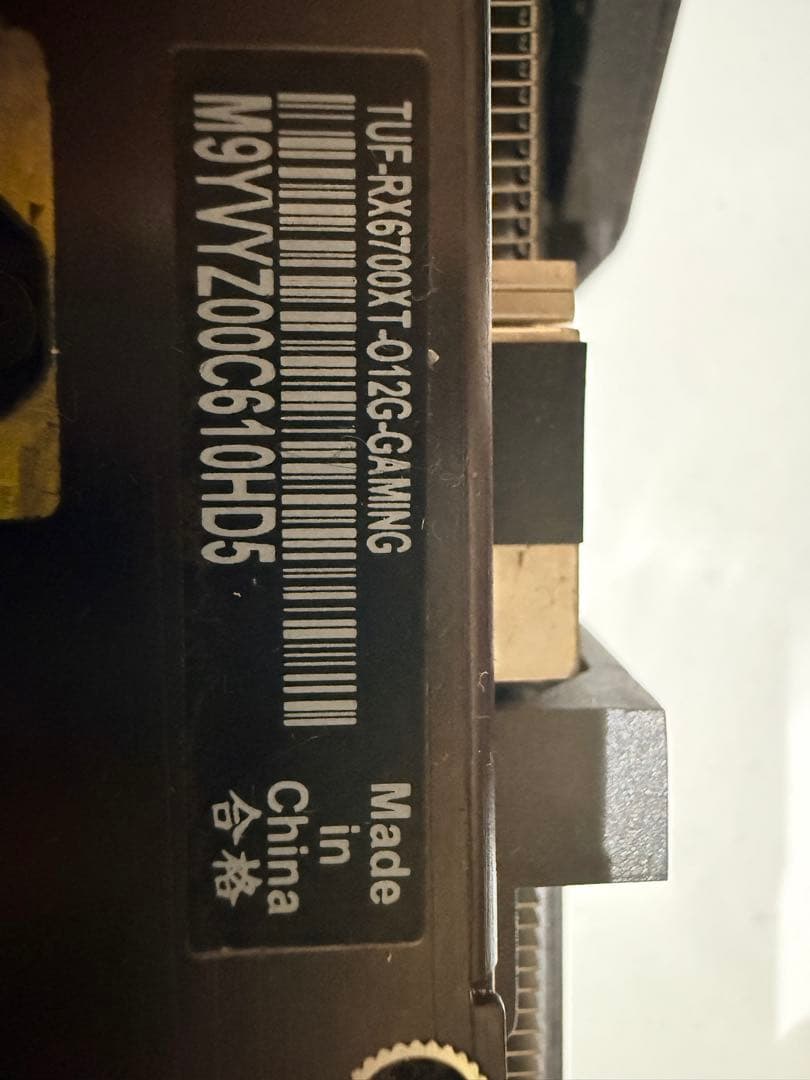 TUF-RX6700XT-O12G-GAMING
M9YVYZ00C610HD5
Made
in
China
合格